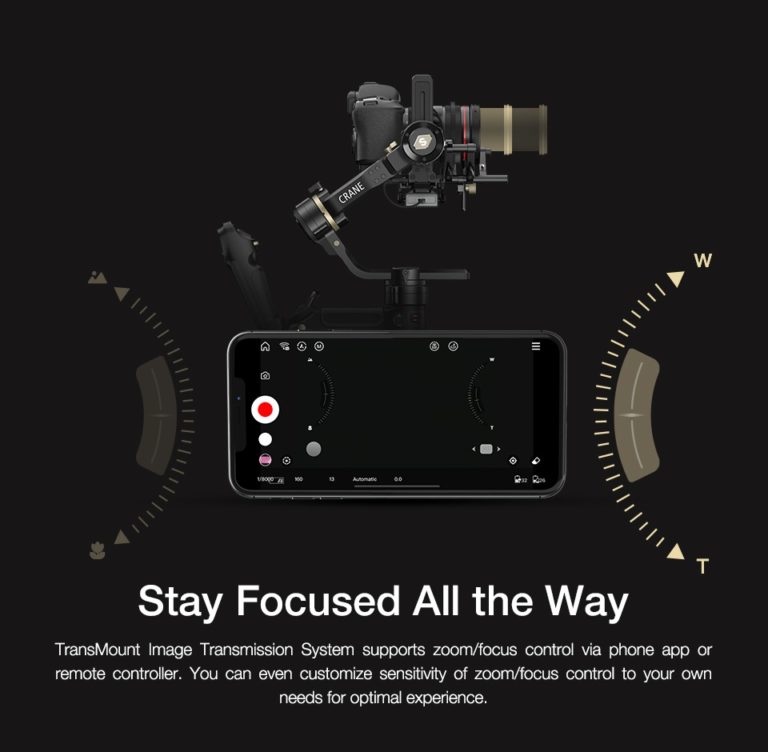 CRANE
S
W
W
M
S
T
1/8000
160
13
Automatic
0.0
32
26
T
Stay Focused All the Way
TransMount Image Transmission System supports zoom/focus control via phone app or
remote controller. You can even customize sensitivity of zoom/focus control to your own
needs for optimal experience.